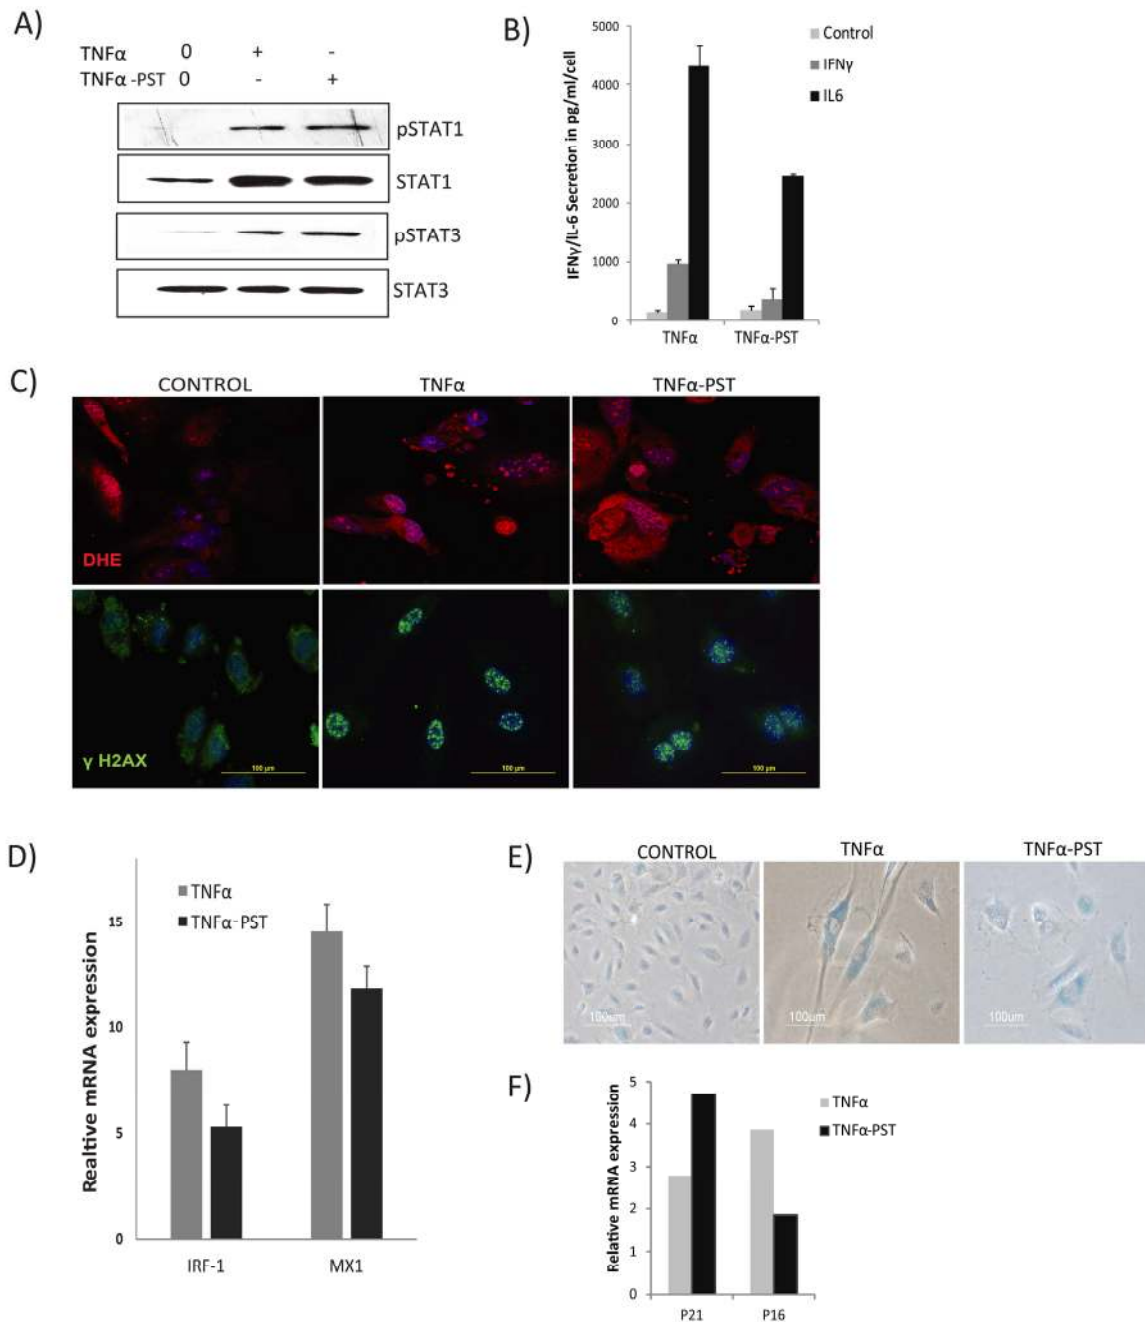 A)
TNFα 0 + -
TNFα -PST 0 - +
pSTAT1
STAT1
pSTAT3
STAT3
B)
IFNγ/IL-6 Secretion in pg/ml/cell
5000
4000
3000
2000
1000
0
Control
IFNγ
IL6
TNFα TNFα-PST
C)
CONTROL TNFα TNFα-PST
DHE
γ H2AX
100 µm 100 µm 100 µm
D)
Realtive mRNA expression
15
10
5
0
TNFα
TNFα-PST
IRF-1 MX1
E)
CONTROL TNFα TNFα-PST
100um 100um 100um
F)
Relative mRNA expression
5
4
3
2
1
0
TNFα
TNFα-PST
P21 P16